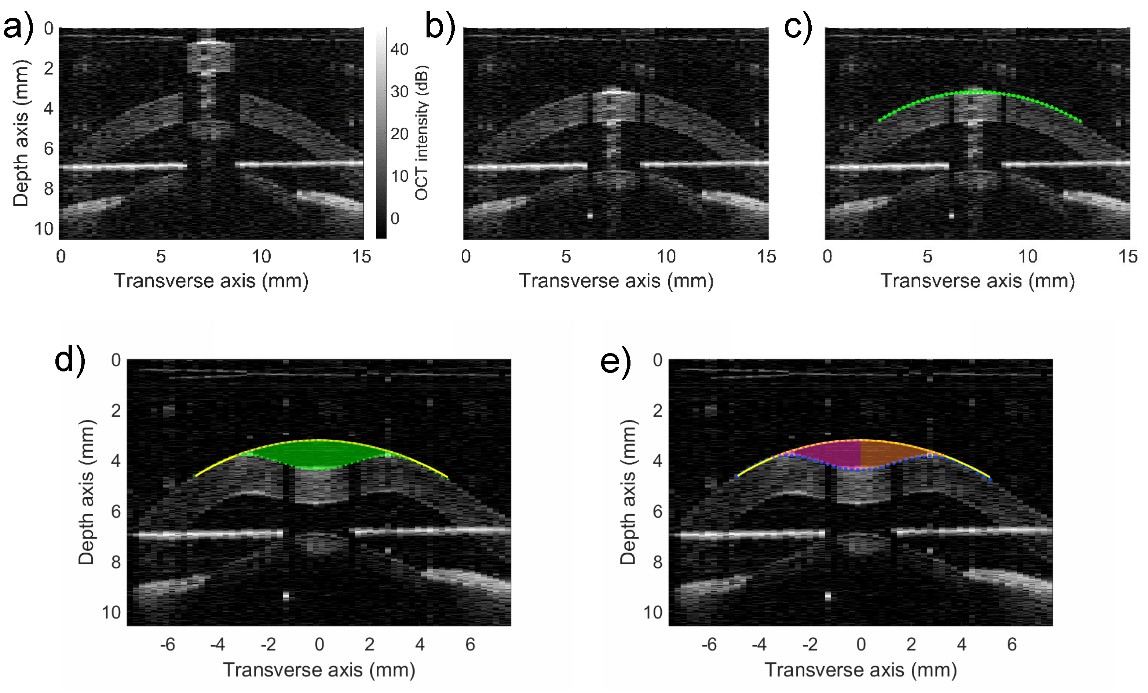 a) b) c)
0 2 4 6 8 10
Depth axis (mm)
0 5 10 15
Transverse axis (mm)
40 30 20 10 0
OCT intensity (dB)
0 5 10 15
Transverse axis (mm)
0 5 10 15
Transverse axis (mm)
d) e)
0 2 4 6 8 10
Depth axis (mm)
-6 -4 -2 0 2 4 6
Transverse axis (mm)
0 2 4 6 8 10
Depth axis (mm)
-6 -4 -2 0 2 4 6
Transverse axis (mm)